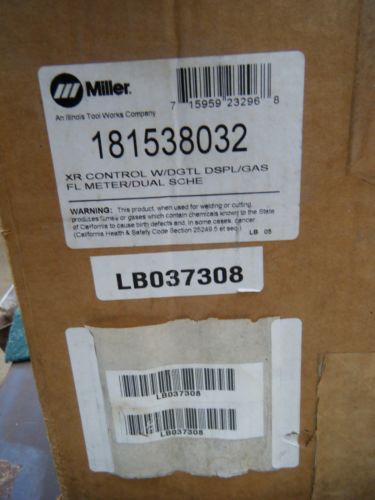 Miller®
An Illinois Tool Works Company
7 15959 23296 8
181538032
XR CONTROL W/DGTL DSPL/GAS
FL METER/DUAL SCHE
WARNING: This product, when used for welding or cutting,
produces fumes or gases which contain chemicals known to the State
of California to cause birth defects and, in some cases, cancer
(California Health & Safety Code Section 25249.5 et seq.)
LB 05
LB037308
LB037308
LB037308